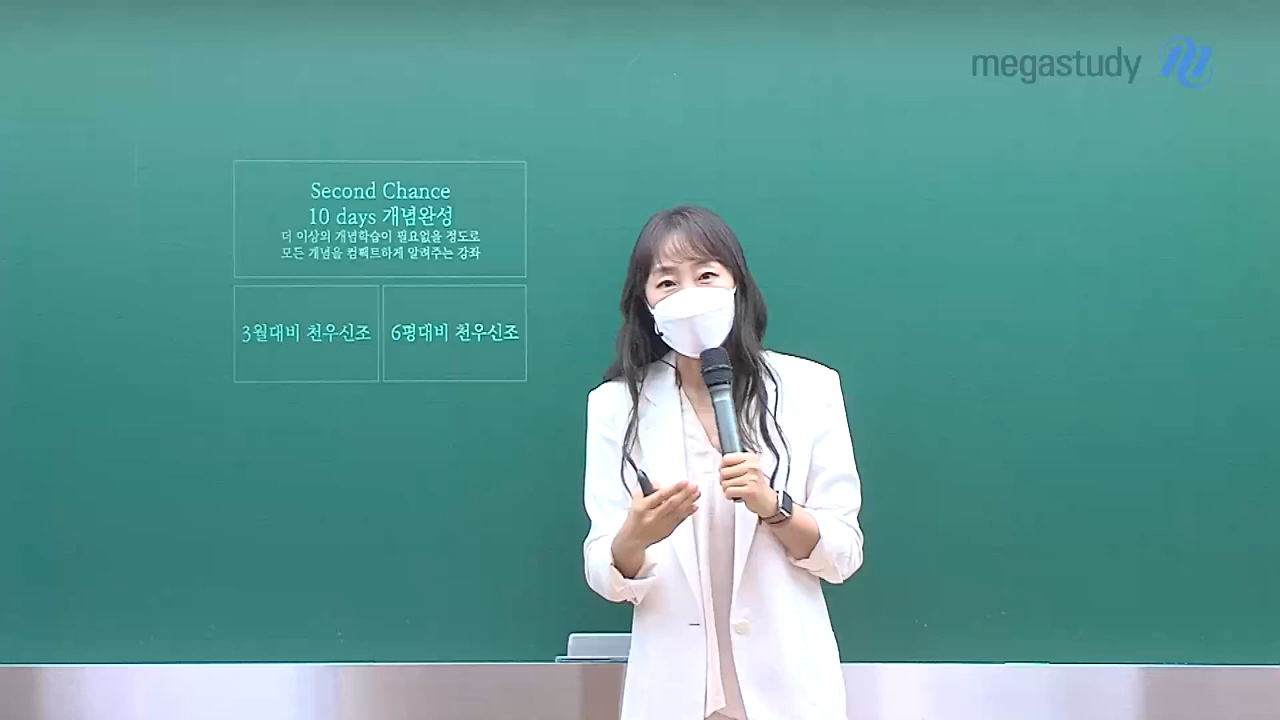 megastudy
Second Chance
10 days 개념완성
더 이상의 개념학습이 필요없을 정도로
모든 개념을 컴팩트하게 알려주는 강좌
3월대비 천우신조
6평대비 천우신조